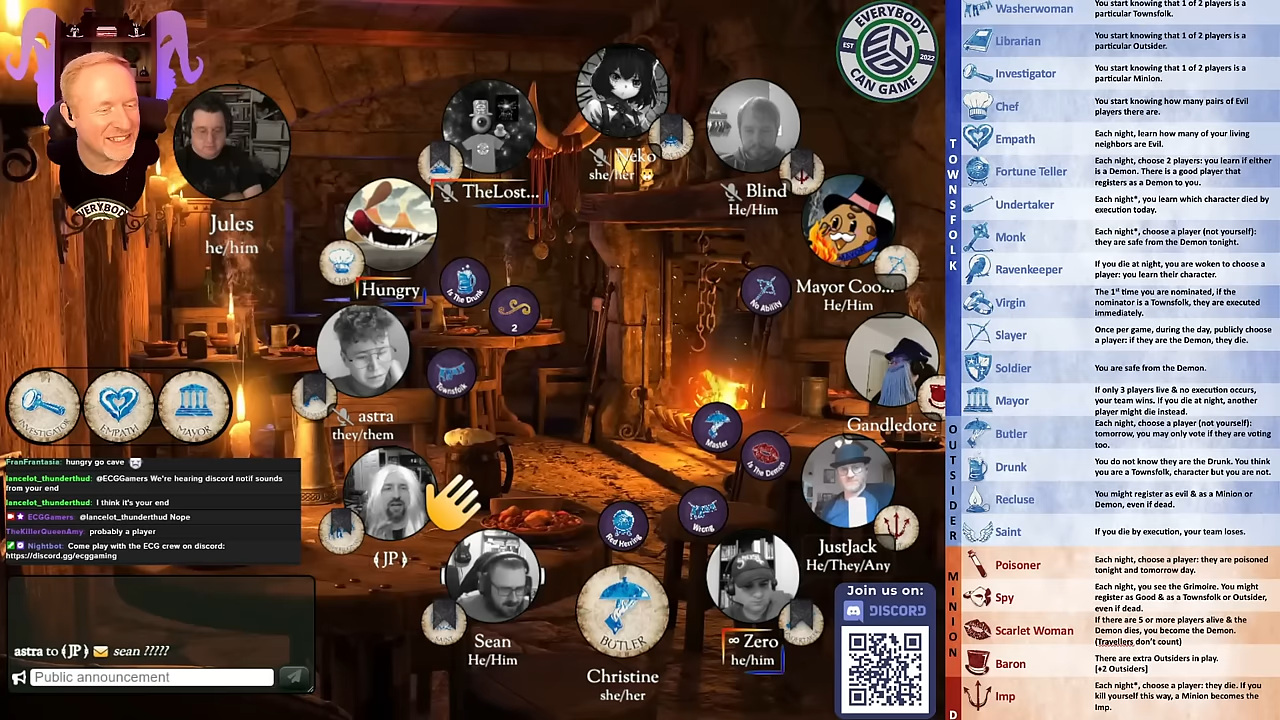 EVERYBODY
EST
2022
CAN GAME
Jules
he/him
TheLost...
Neko
she/her
Blind
He/Him
Hungry
Is The Drunk
2
No Ability
Mayor Coo...
He/Him
Townsfolk
astra
they/them
Gandledore
Master
Is The Demon
Wrong
Red Herring
INVESTIGATOR
EMPATH
MAYOR
FranFrantasia: hungry go cave
lancelot_thunderthud: @ECGGamers We're hearing discord notif sounds
from your end
lancelot_thunderthud: I think it's your end
ECGGamers: @lancelot_thunderthud Nope
TheKillerQueenAmy: probably a player
Nightbot: Come play with the ECG crew on discord:
https://discord.gg/ecggaming
astra to (JP) sean ?????
Public announcement
(JP)
Sean
He/Him
BUTLER
Christine
she/her
∞ Zero
he/him
JustJack
He/They/Any
Join us on:
DISCORD
TOWNSFOLK
Washerwoman
You start knowing that 1 of 2 players is a
particular Townsfolk.
Librarian
You start knowing that 1 of 2 players is a
particular Outsider.
Investigator
You start knowing that 1 of 2 players is a
particular Minion.
Chef
You start knowing how many pairs of Evil
players there are.
Empath
Each night, learn how many of your living
neighbors are Evil.
Fortune Teller
Each night, choose 2 players: you learn if either
is a Demon. There is a good player that
registers as a Demon to you.
Undertaker
Each night*, you learn which character died by
execution today.
Monk
Each night*, choose a player (not yourself):
they are safe from the Demon tonight.
Ravenkeeper
If you die at night, you are woken to choose a
player: you learn their character.
Virgin
The 1st time you are nominated, if the
nominator is a Townsfolk, they are executed
immediately.
Slayer
Once per game, during the day, publicly choose
a player: if they are the Demon, they die.
Soldier
You are safe from the Demon.
Mayor
If only 3 players live & no execution occurs,
your team wins. If you die at night, another
player might die instead.
OUTSIDER
Butler
Each night, choose a player (not yourself):
tomorrow, you may only vote if they are voting
too.
Drunk
You do not know they are the Drunk. You think
you are a Townsfolk, character but you are not.
Recluse
You might register as evil & as a Minion or
Demon, even if dead.
Saint
If you die by execution, your team loses.
MINION
Poisoner
Each night, choose a player: they are poisoned
tonight and tomorrow day.
Spy
Each night, you see the Grimoire. You might
register as Good & as a Townsfolk or Outsider,
even if dead.
Scarlet Woman
If there are 5 or more players alive & the
Demon dies, you become the Demon.
(Travellers don't count)
Baron
There are extra Outsiders in play.
[+2 Outsiders]
D
Imp
Each night*, choose a player: they die. If you
kill yourself this way, a Minion becomes the
Imp.